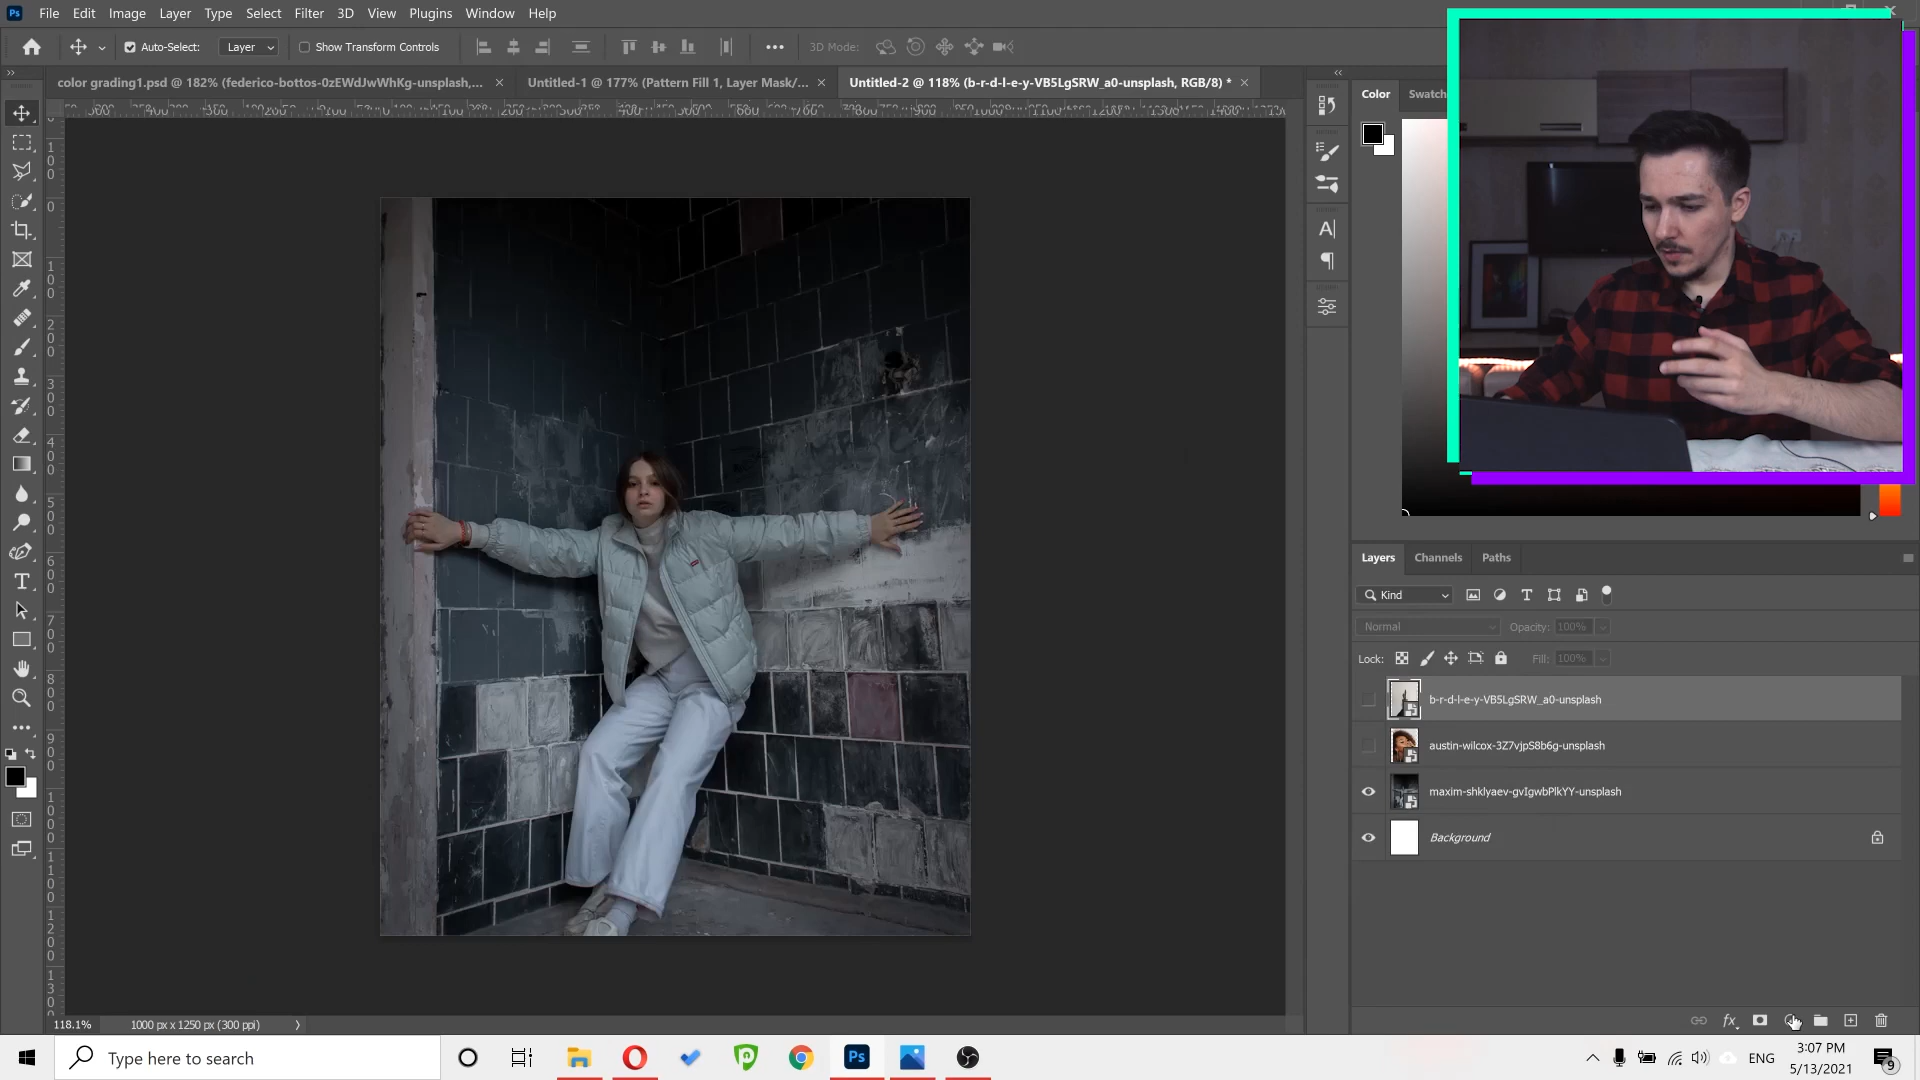 Ps File Edit Image Layer Type Select Filter 3D View Plugins Window Help
Auto-Select: Layer Show Transform Controls 3D Mode:
color grading1.psd @ 182% (federico-bottos-0zEWdJwWhKg-unsplash,... × Untitled-1 @ 177% (Pattern Fill 1, Layer Mask/... × Untitled-2 @ 118% (b-r-d-l-e-y-VB5LgSRW_a0-unsplash, RGB/8) * ×
Color Swatch
Layers Channels Paths
Kind
Normal Opacity: 100%
Lock: Fill: 100%
b-r-d-l-e-y-VB5LgSRW_a0-unsplash
austin-wilcox-3Z7vjpS8b6g-unsplash
maxim-shklyaev-gvIgwbPlkYY-unsplash
Background
fx
118.1% 1000 px x 1250 px (300 ppi)
Type here to search
Ps
ENG
3:07 PM
5/13/2021
9